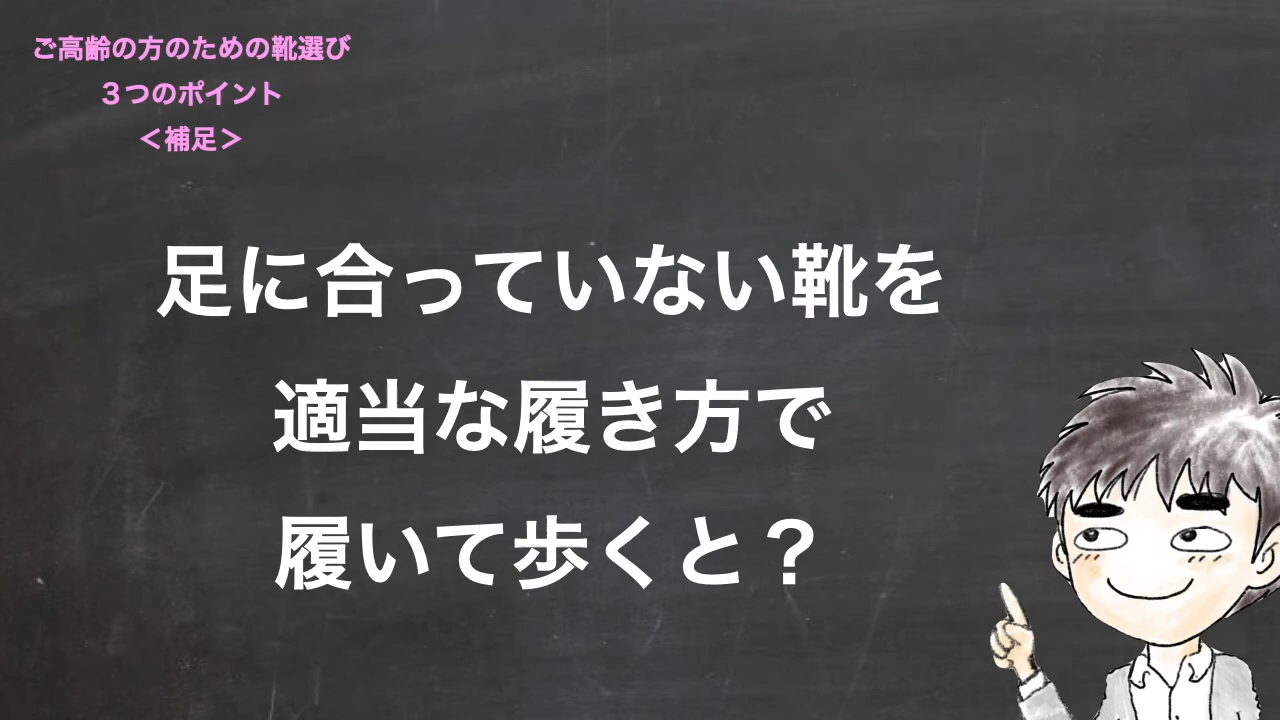 ご高齢の方のための靴選び
３つのポイント
＜補足＞
足に合っていない靴を
適当な履き方で
履いて歩くと？